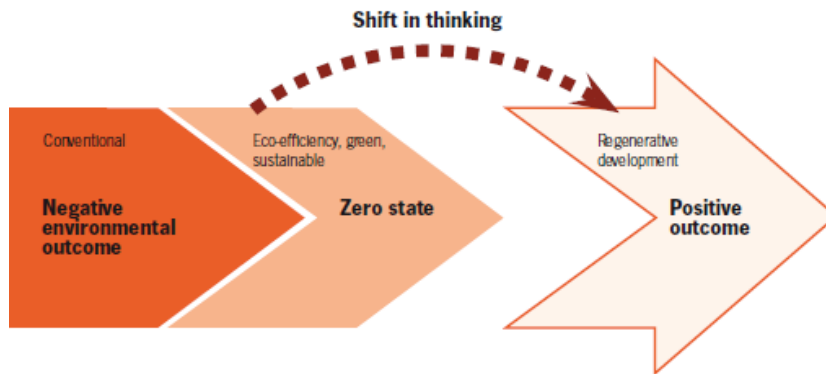 Shift in thinking
Conventional
Negative
environmental
outcome
Eco-efficiency, green,
sustainable
Zero state
Regenerative
development
Positive
outcome